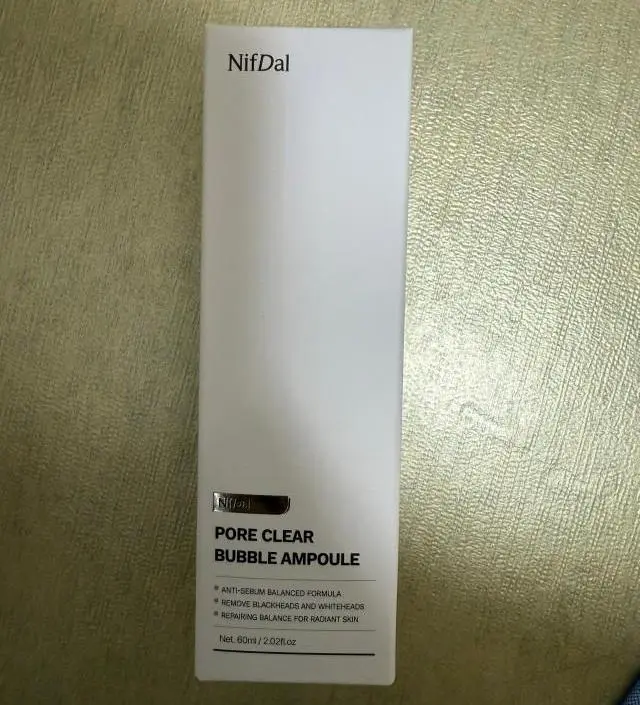 NifDal
NifDal
PORE CLEAR
BUBBLE AMPOULE
ANTI-SEBUM BALANCED FORMULA
REMOVE BLACKHEADS AND WHITEHEADS
REPAIRING BALANCE FOR RADIANT SKIN
Net. 60ml / 2.02fl.oz